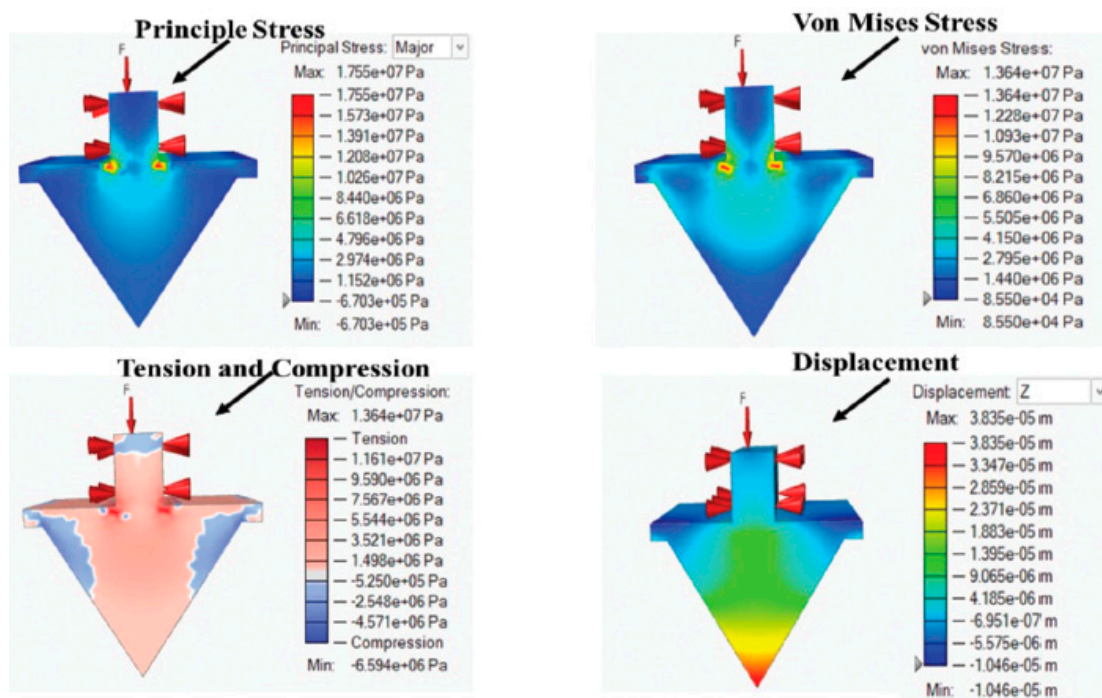 Principle Stress
F
Principal Stress: Major
Max: 1.755e+07 Pa
1.755e+07 Pa
1.573e+07 Pa
1.391e+07 Pa
1.208e+07 Pa
1.026e+07 Pa
8.440e+06 Pa
6.618e+06 Pa
4.796e+06 Pa
2.974e+06 Pa
1.152e+06 Pa
-6.703e+05 Pa
Min: -6.703e+05 Pa
Von Mises Stress
F
von Mises Stress:
Max: 1.364e+07 Pa
1.364e+07 Pa
1.228e+07 Pa
1.093e+07 Pa
9.570e+06 Pa
8.215e+06 Pa
6.860e+06 Pa
5.505e+06 Pa
4.150e+06 Pa
2.795e+06 Pa
1.440e+06 Pa
8.550e+04 Pa
Min: 8.550e+04 Pa
Tension and Compression
F
Tension/Compression:
Max: 1.364e+07 Pa
Tension
1.161e+07 Pa
9.590e+06 Pa
7.567e+06 Pa
5.544e+06 Pa
3.521e+06 Pa
1.498e+06 Pa
-5.250e+05 Pa
-2.548e+06 Pa
-4.571e+06 Pa
Compression
Min: -6.594e+06 Pa
Displacement
F
Displacement: Z
Max: 3.835e-05 m
3.835e-05 m
3.347e-05 m
2.859e-05 m
2.371e-05 m
1.883e-05 m
1.395e-05 m
9.065e-06 m
4.185e-06 m
-6.951e-07 m
-5.575e-06 m
-1.046e-05 m
Min: -1.046e-05 m